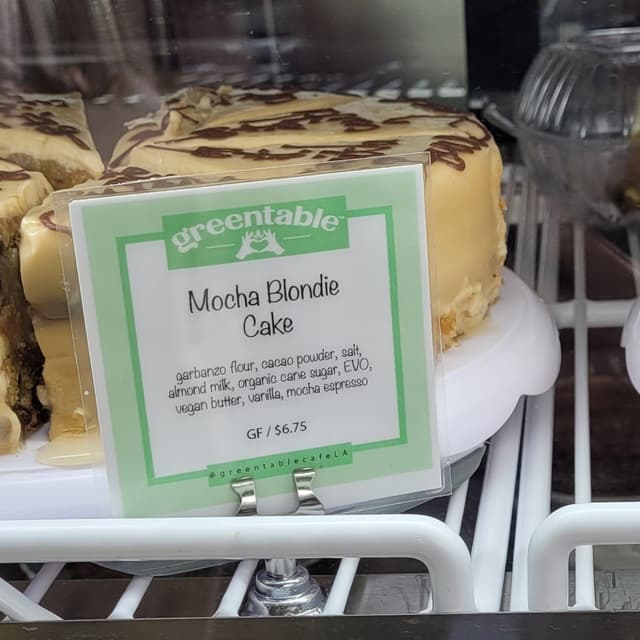 greentable™
Mocha Blondie
Cake
garbanzo flour, cacao powder, salt,
almond milk, organic cane sugar, EVO,
vegan butter, vanilla, mocha espresso
GF / $6.75
@greentablecafeLA